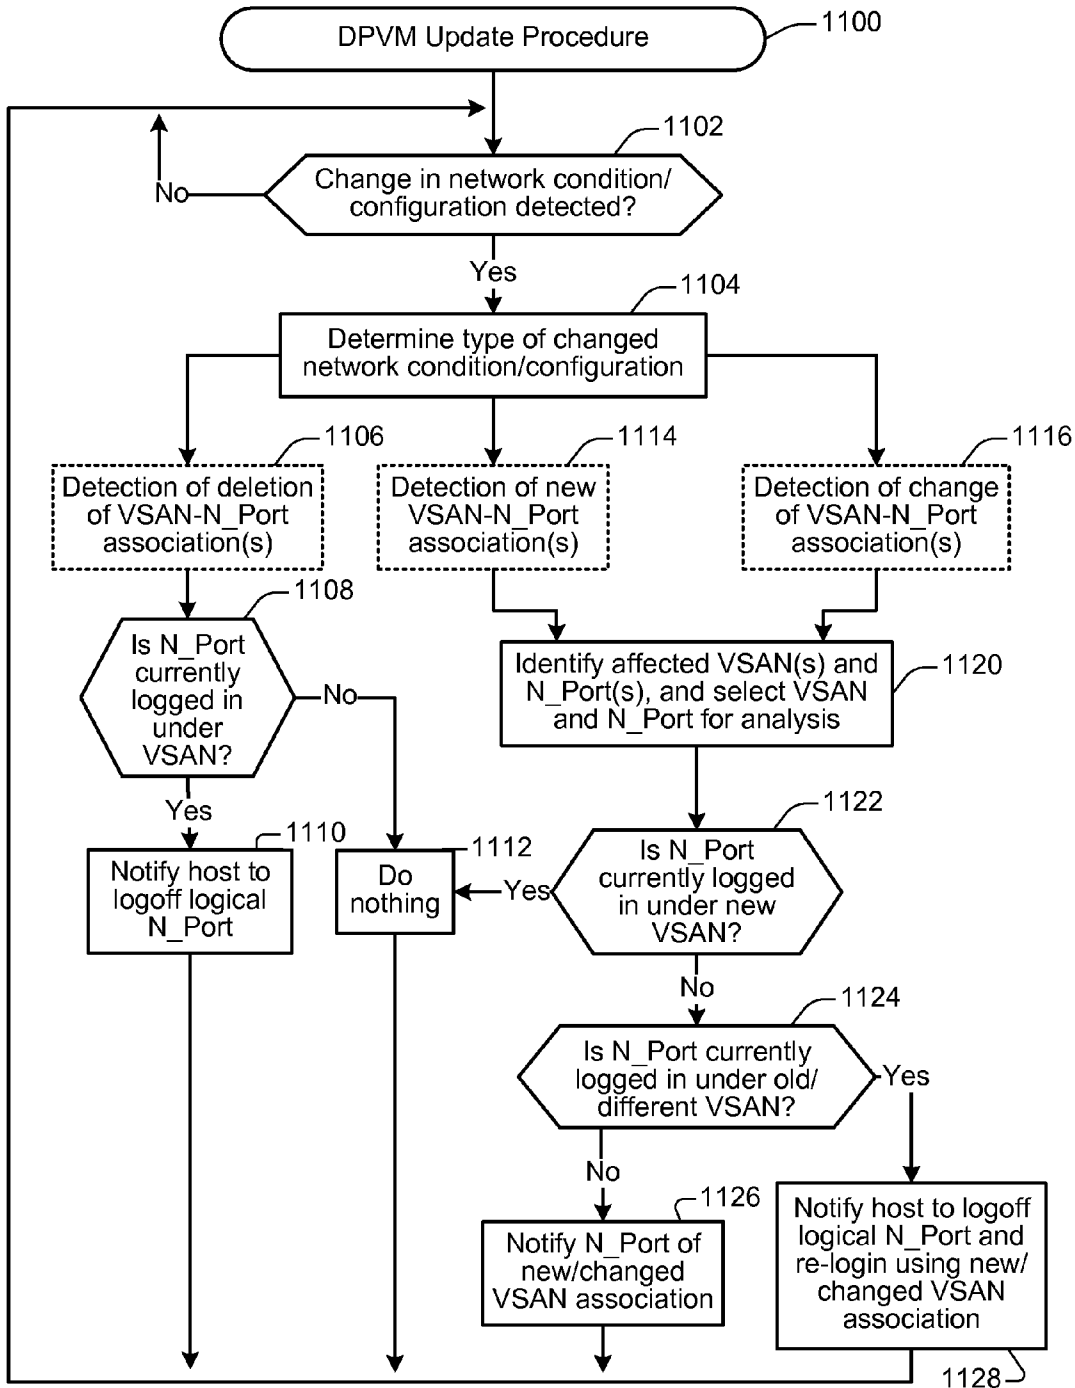 DPVM Update Procedure
1100
1102
Change in network condition/
configuration detected?
No
Yes
1104
Determine type of changed
network condition/configuration
1106
1114
1116
Detection of deletion
of VSAN-N_Port
association(s)
Detection of new
VSAN-N_Port
association(s)
Detection of change
of VSAN-N_Port
association(s)
1108
Is N_Port
currently
logged in
under
VSAN?
No
Yes
Identify affected VSAN(s) and
N_Port(s), and select VSAN
and N_Port for analysis
1120
1110
Notify host to
logoff logical
N_Port
1112
Do
nothing
Yes
1122
Is N_Port
currently logged
in under new
VSAN?
No
1124
Is N_Port currently
logged in under old/
different VSAN?
Yes
No
1126
Notify N_Port of
new/changed
VSAN association
Notify host to logoff
logical N_Port and
re-login using new/
changed VSAN
association
1128